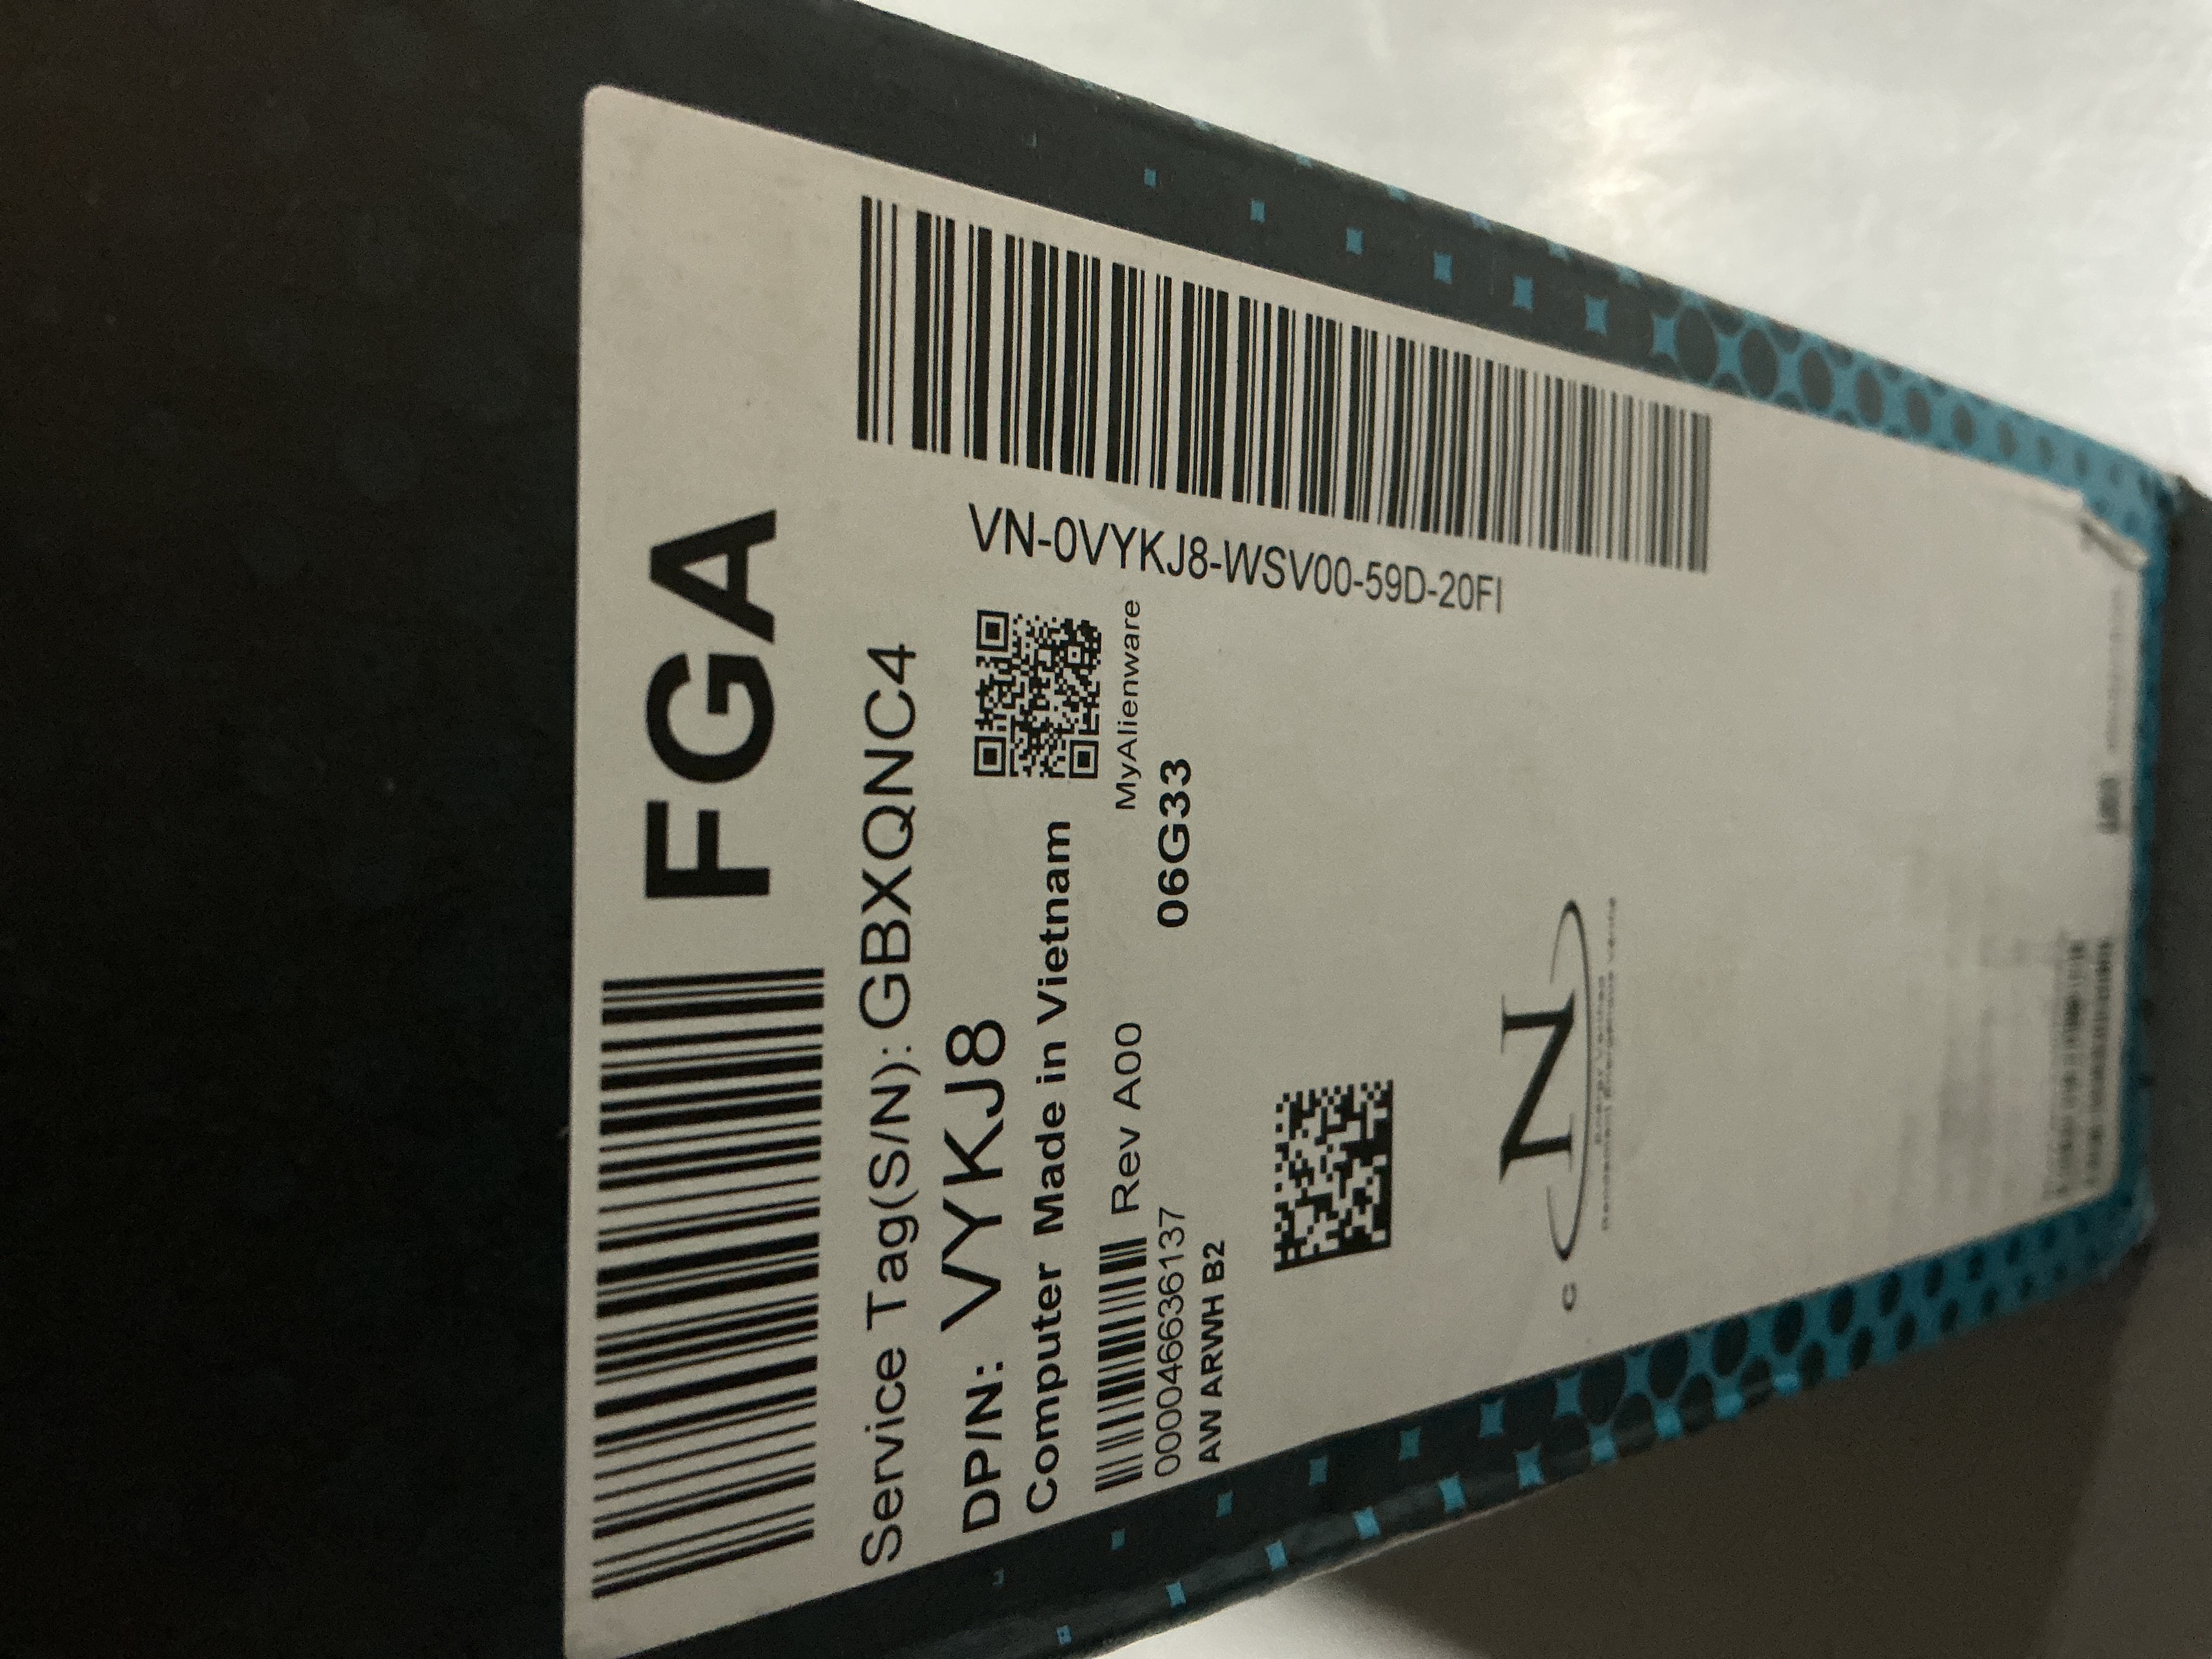 FGA
Service Tag(S/N): GBXQNC4
DP/N: VYKJ8
Computer Made in Vietnam
Rev A00
MyAlienware
000046636137
06G33
AW ARWH B2
VN-0VYKJ8-WSV00-59D-20FI
N
C